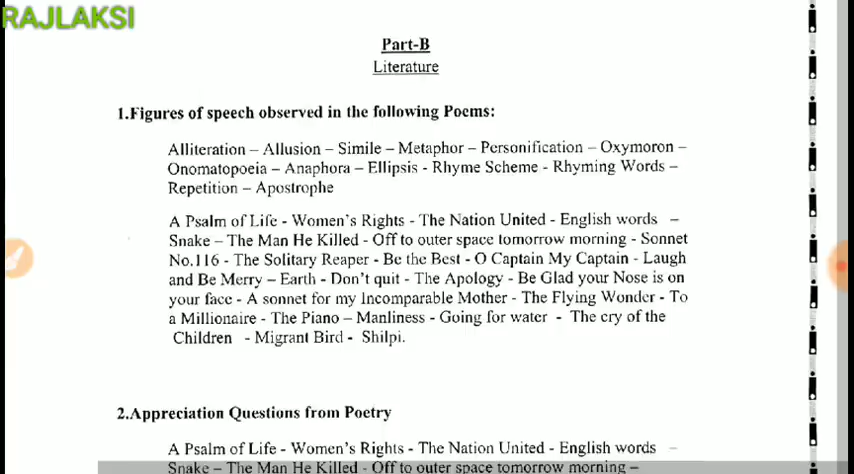 RAJLAKSI
Part-B
Literature
1.Figures of speech observed in the following Poems:
Alliteration – Allusion – Simile – Metaphor – Personification – Oxymoron –
Onomatopoeia – Anaphora – Ellipsis - Rhyme Scheme - Rhyming Words –
Repetition – Apostrophe
A Psalm of Life - Women's Rights - The Nation United - English words –
Snake – The Man He Killed - Off to outer space tomorrow morning - Sonnet
No.116 - The Solitary Reaper - Be the Best - O Captain My Captain - Laugh
and Be Merry – Earth - Don't quit - The Apology - Be Glad your Nose is on
your face - A sonnet for my Incomparable Mother - The Flying Wonder - To
a Millionaire - The Piano – Manliness - Going for water - The cry of the
Children - Migrant Bird - Shilpi.
2.Appreciation Questions from Poetry
A Psalm of Life - Women's Rights - The Nation United - English words –
Snake – The Man He Killed - Off to outer space tomorrow morning –